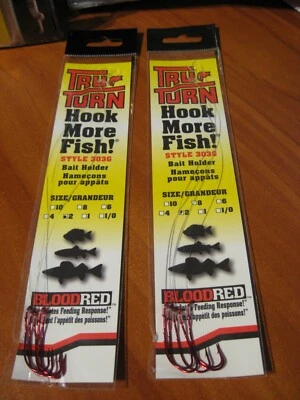 TRU-
TURN
Hook
More
Fish!®
STYLE 303G
Bait Holder
Hameçons
pour appâts
SIZE/GRANDEUR
10 8 6
4 2 1 1/0
BLOODRED™
Feeding Response!"
l'appétit des poissons!"
TRU-
TURN
Hook
More
Fish!
STYLE 303G
Bait Holder
Hameçons
pour appâts
SIZE/GRANDEUR
10 8 6
4 2 1 1/0
BLOODRED
Feeding Response!"
l'appétit des poissons!"